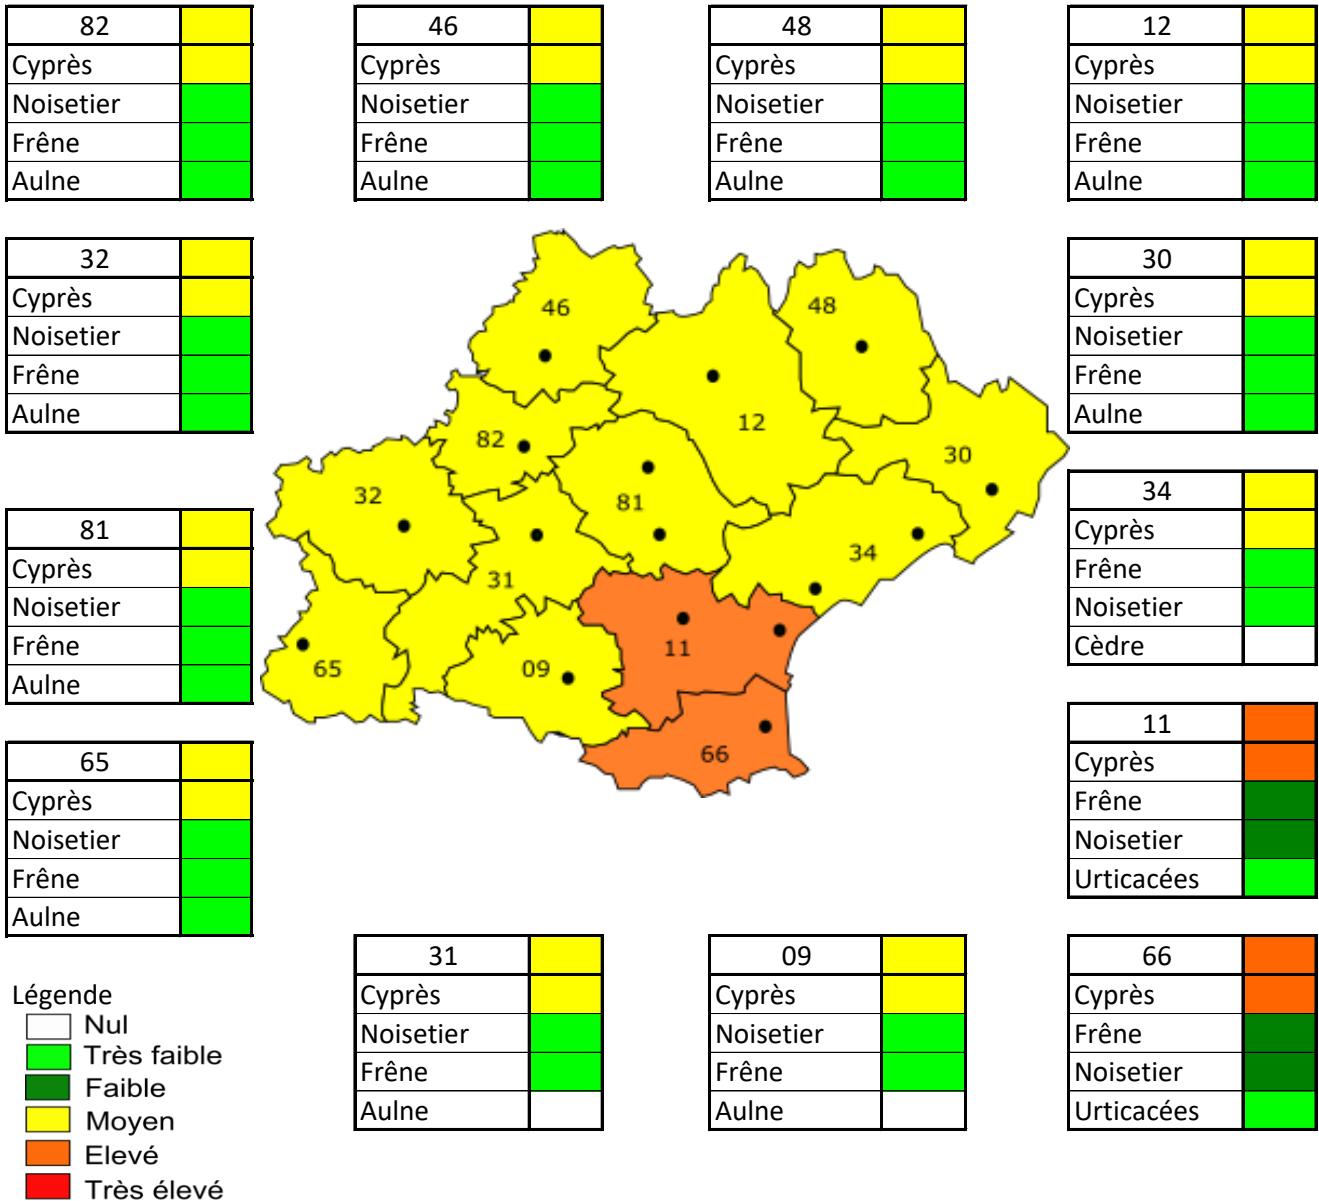 82
Cyprès
Noisetier
Frêne
Aulne
46
Cyprès
Noisetier
Frêne
Aulne
48
Cyprès
Noisetier
Frêne
Aulne
12
Cyprès
Noisetier
Frêne
Aulne
32
Cyprès
Noisetier
Frêne
Aulne
30
Cyprès
Noisetier
Frêne
Aulne
81
Cyprès
Noisetier
Frêne
Aulne
34
Cyprès
Frêne
Noisetier
Cèdre
65
Cyprès
Noisetier
Frêne
Aulne
11
Cyprès
Frêne
Noisetier
Urticacées
31
Cyprès
Noisetier
Frêne
Aulne
09
Cyprès
Noisetier
Frêne
Aulne
66
Cyprès
Frêne
Noisetier
Urticacées
46
48
12
82
30
32
81
34
31
11
09
65
66
Légende
Nul
Très faible
Faible
Moyen
Elevé
Très élevé